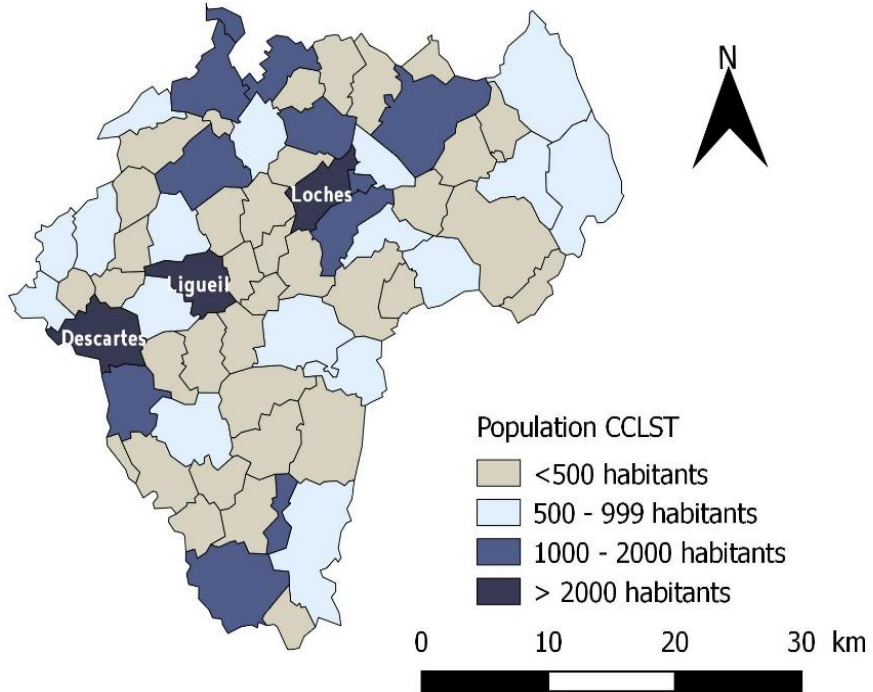 N
Loches
Ligueil
Descartes
Population CCLST
<500 habitants
500 - 999 habitants
1000 - 2000 habitants
> 2000 habitants
0 10 20 30 km